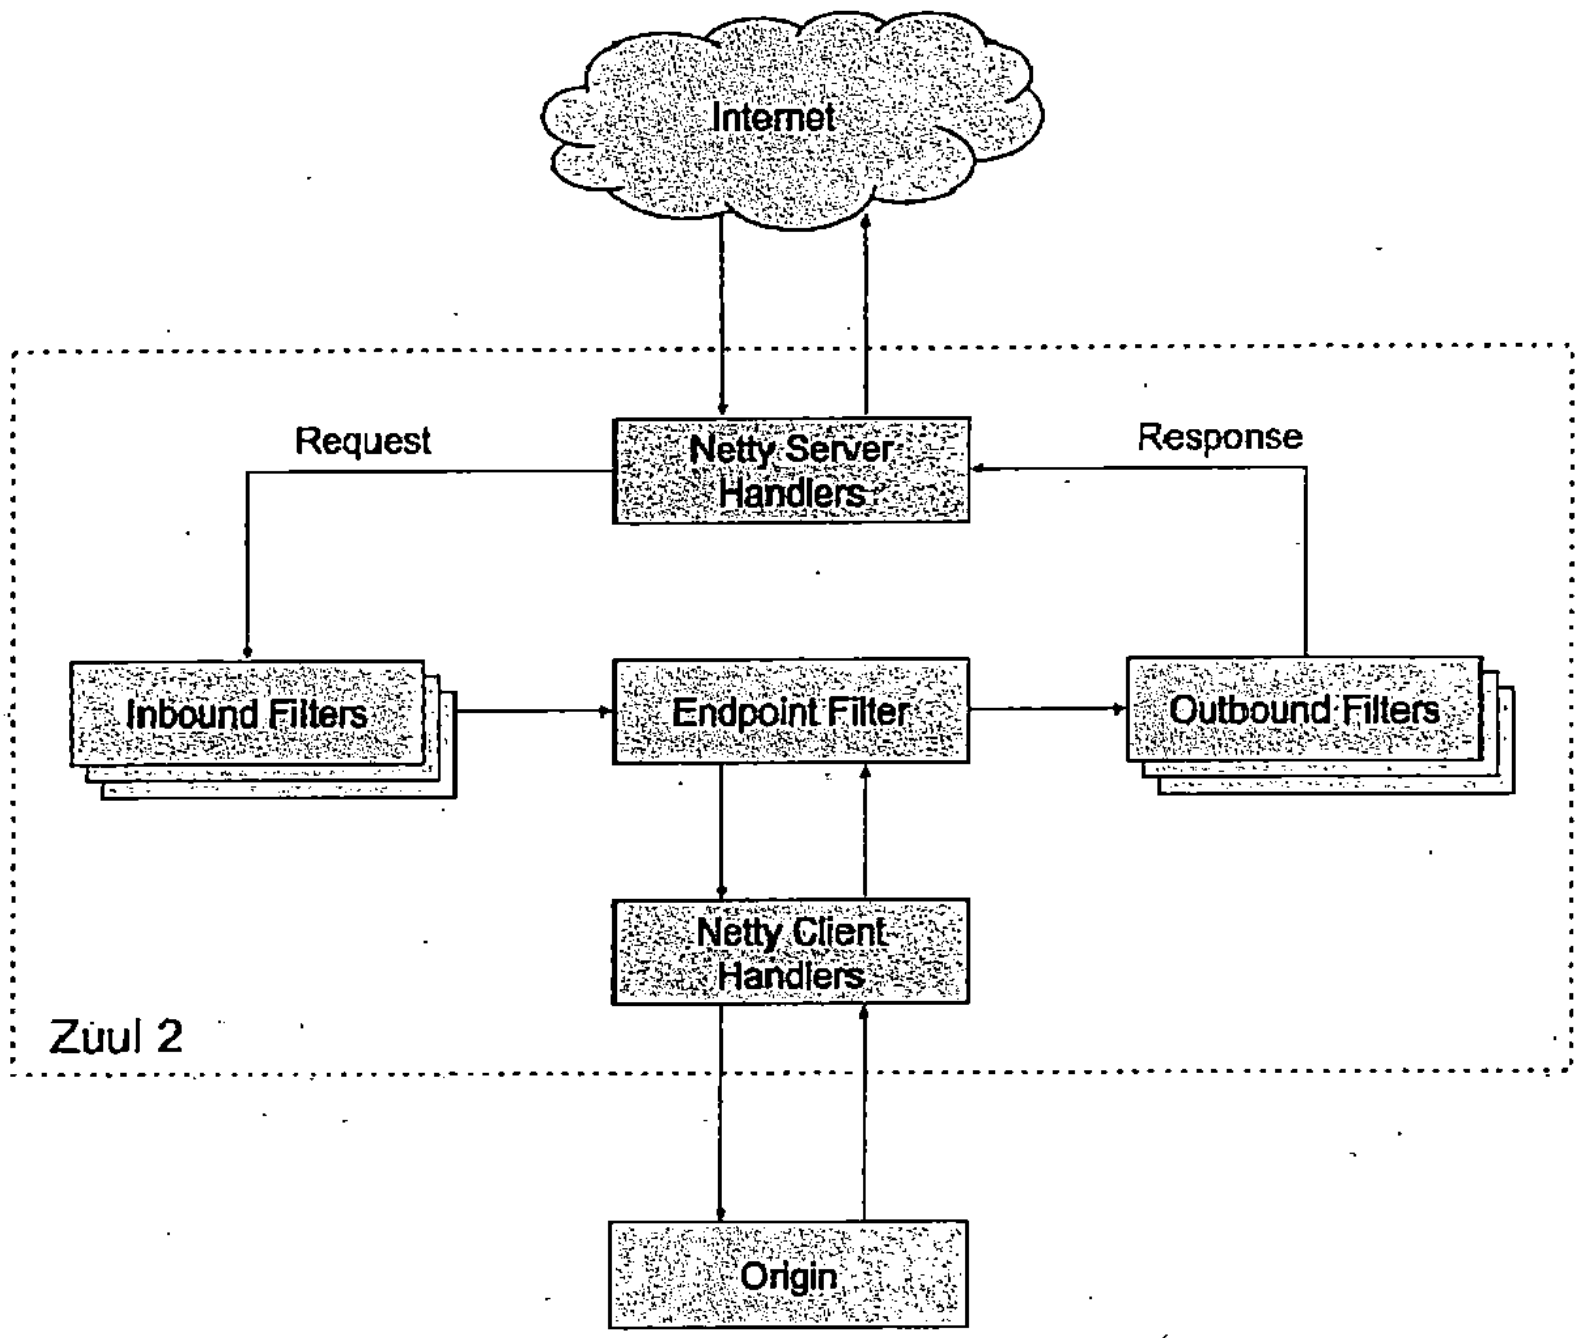 Internet
Request
Netty Server
Handlers
Response
Inbound Filters
Endpoint Filter
Outbound Filters
Netty Client
Handlers
Zuul 2
Origin